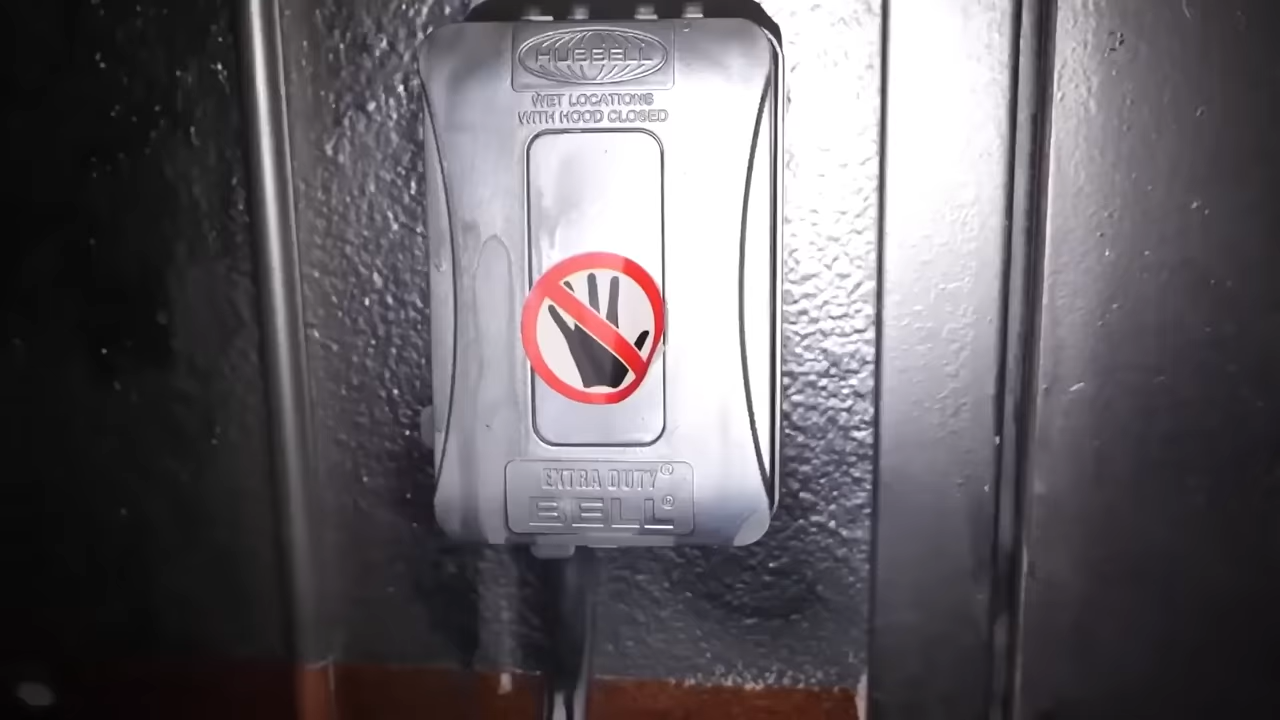 HUBBELL
WET LOCATIONS
WITH HOOD CLOSED
EXTRA DUTY®
BELL®